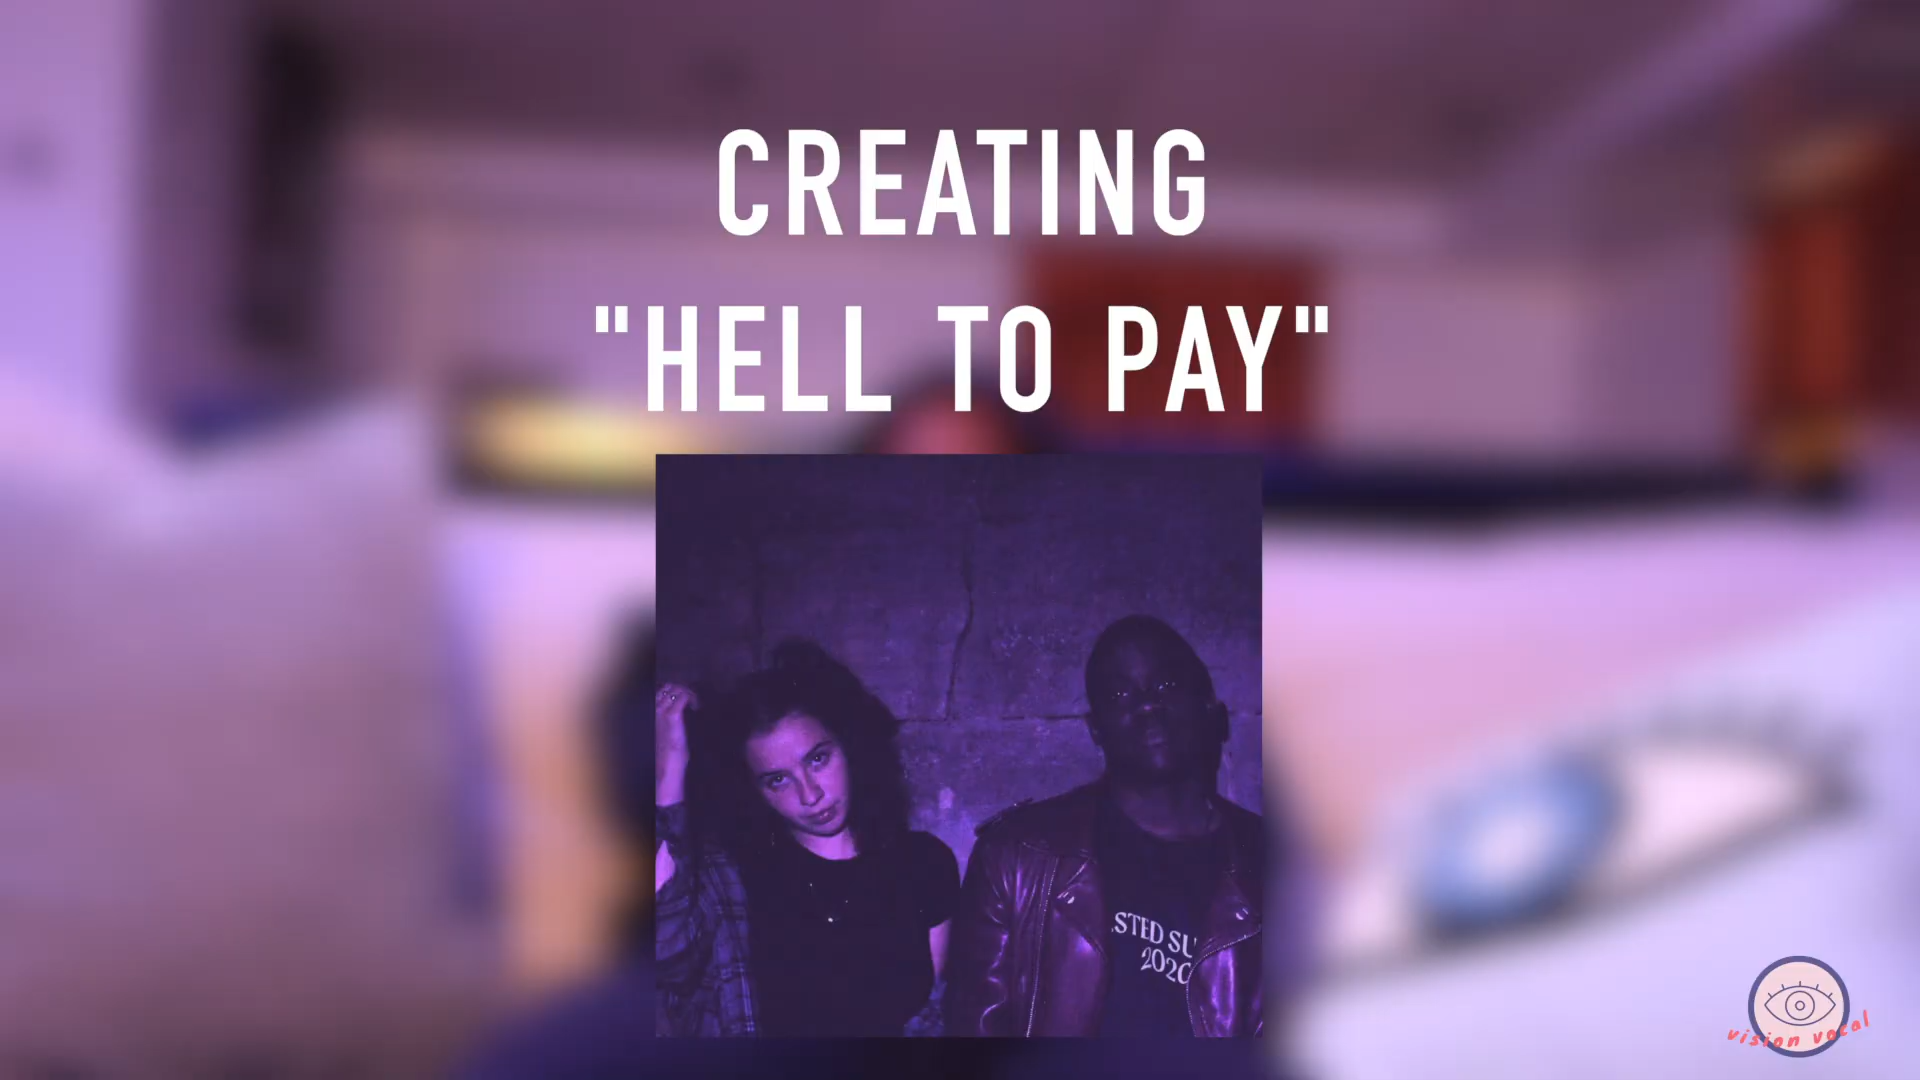 CREATING
"HELL TO PAY"
STED SU
2020
vision vocal